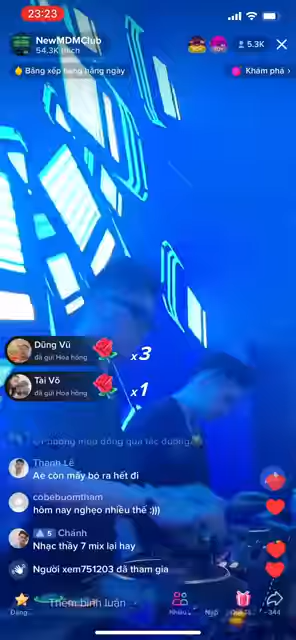 23:23
NewMDMClub
54.3K thích
5.3K
Bảng xếp hạng hằng ngày
Khám phá >
Dũng Vũ
đã gửi Hoa hồng
x3
Tài Võ
đã gửi Hoa hồng
x1
Thanh Lê
Ae còn mấy bó ra hết đi
cobebuomtham
hôm nay nghẹo nhiều thế :)))
5 Chánh
Nhạc thầy 7 mix lại hay
Người xem751203 đã tham gia
Thêm bình luận
344